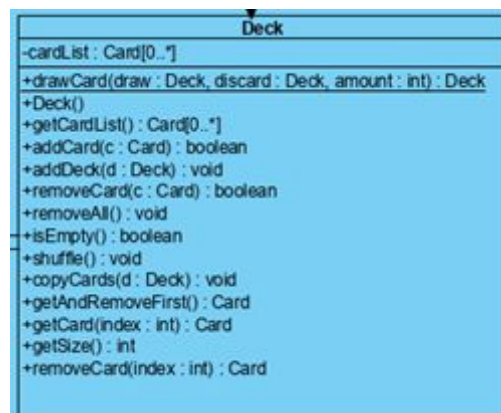 Deck
-cardList : Card[0..*]
+drawCard(draw : Deck, discard : Deck, amount : int) : Deck
+Deck()
+getCardList() : Card[0..*]
+addCard(c : Card) : boolean
+addDeck(d : Deck) : void
+removeCard(c : Card) : boolean
+removeAll() : void
+isEmpty() : boolean
+shuffle() : void
+copyCards(d : Deck) : void
+getAndRemoveFirst() : Card
+getCard(index : int) : Card
+getSize() : int
+removeCard(index : int) : Card